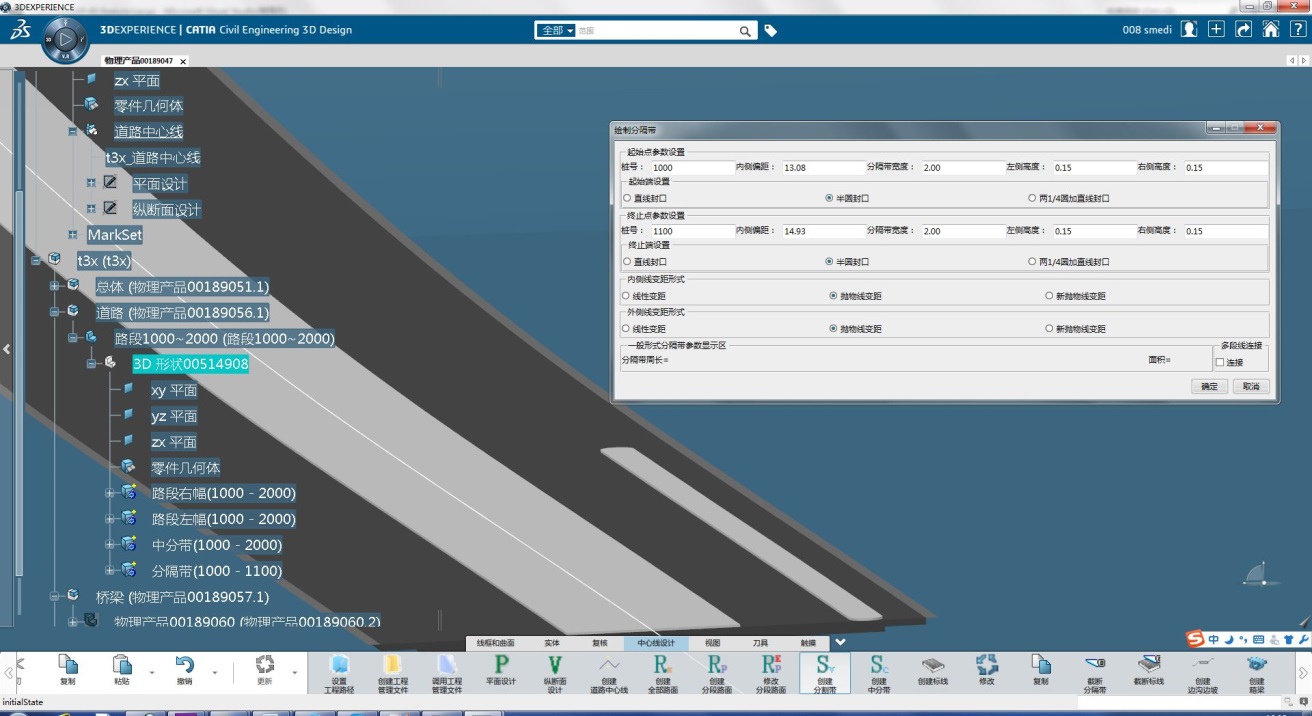 3DEXPERIENCE
3DEXPERIENCE | CATIA Civil Engineering 3D Design
全部
范围
008 smedi
物理产品00189047
zx 平面
零件几何体
道路中心线
t3x_道路中心线
平面设计
纵断面设计
MarkSet
t3x (t3x)
总体 (物理产品00189051.1)
道路 (物理产品00189056.1)
路段1000~2000 (路段1000~2000)
3D 形状00514908
xy 平面
yz 平面
zx 平面
零件几何体
路段右幅(1000 - 2000)
路段左幅(1000 - 2000)
中分带(1000 - 2000)
分隔带(1000 - 1100)
桥梁 (物理产品00189057.1)
物理产品00189060 (物理产品00189060.2)
绘制分隔带
起始点参数设置
桩号： 1000 内侧偏距： 13.08 分隔带宽度： 2.00 左侧高度： 0.15 右侧高度： 0.15
起始端设置
直线封口 半圆封口 两1/4圆加直线封口
终止点参数设置
桩号： 1100 内侧偏距： 14.93 分隔带宽度： 2.00 左侧高度： 0.15 右侧高度： 0.15
终止端设置
直线封口 半圆封口 两1/4圆加直线封口
内侧线变距形式
线性变距 抛物线变距 新抛物线变距
外侧线变距形式
线性变距 抛物线变距 新抛物线变距
一般形式分隔带参数显示区 多段线连接
分隔带周长= 面积= 连接
确定 取消
线框和曲面 实体 复核 中心线设计 视图 刀具 触摸
复制 粘贴 撤销 更新 设置 工程路径 创建工程 管理文件 调用工程 管理文件 平面设计 纵断面 设计 创建 道路中心线 创建 全部路面 创建 分段路面 修改 分段路面 创建 分割带 创建 中分带 创建标线 修改 复制 截断 分隔带 截断标线 创建 边沟边坡 创建 箱梁
中
initialState